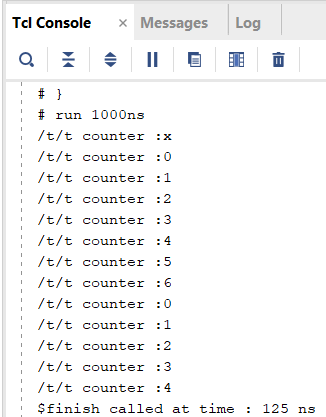 Tcl Console × Messages Log
# }
# run 1000ns
/t/t counter :x
/t/t counter :0
/t/t counter :1
/t/t counter :2
/t/t counter :3
/t/t counter :4
/t/t counter :5
/t/t counter :6
/t/t counter :0
/t/t counter :1
/t/t counter :2
/t/t counter :3
/t/t counter :4
$finish called at time : 125 ns